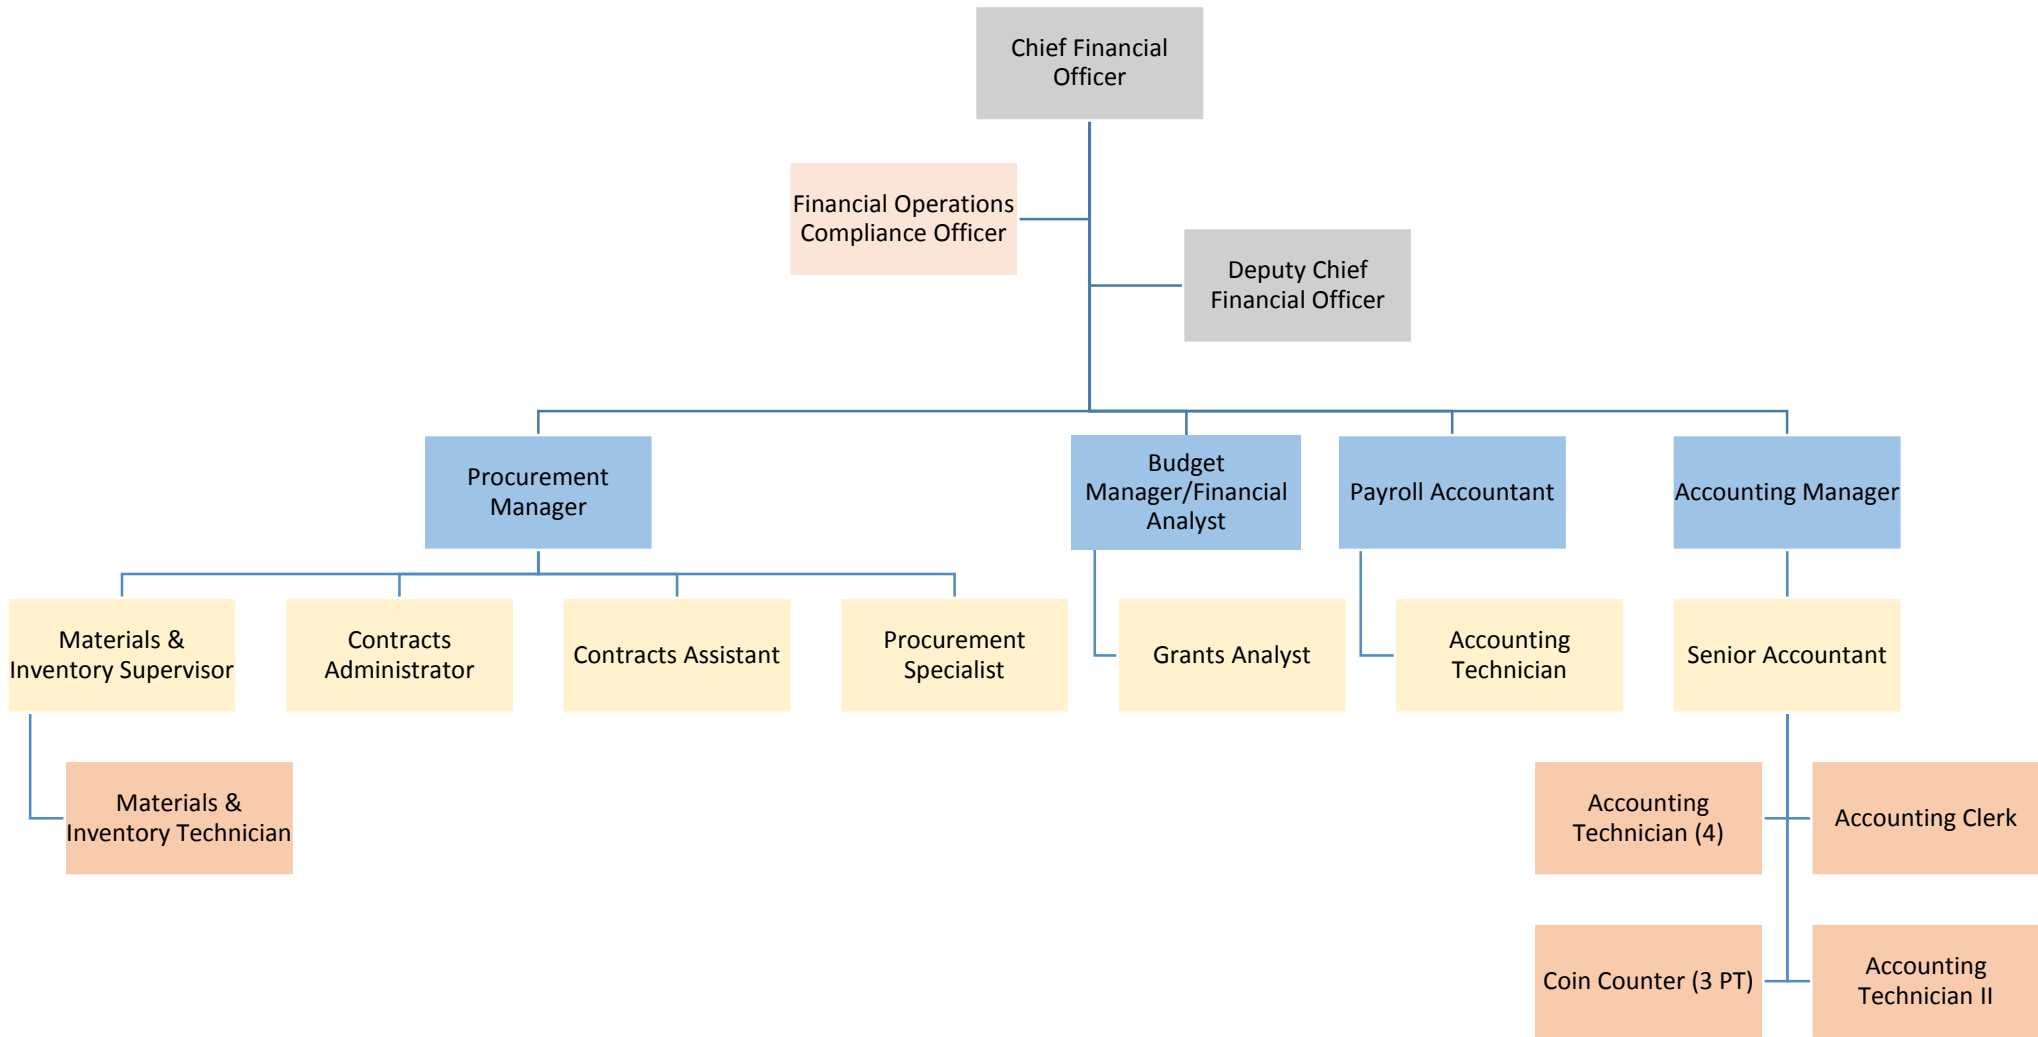 Chief Financial
Officer
Financial Operations
Compliance Officer
Deputy Chief
Financial Officer
Procurement
Manager
Budget
Manager/Financial
Analyst
Payroll Accountant
Accounting Manager
Materials &
Inventory Supervisor
Contracts
Administrator
Contracts Assistant
Procurement
Specialist
Grants Analyst
Accounting
Technician
Senior Accountant
Materials &
Inventory Technician
Accounting
Technician (4)
Accounting Clerk
Coin Counter (3 PT)
Accounting
Technician II